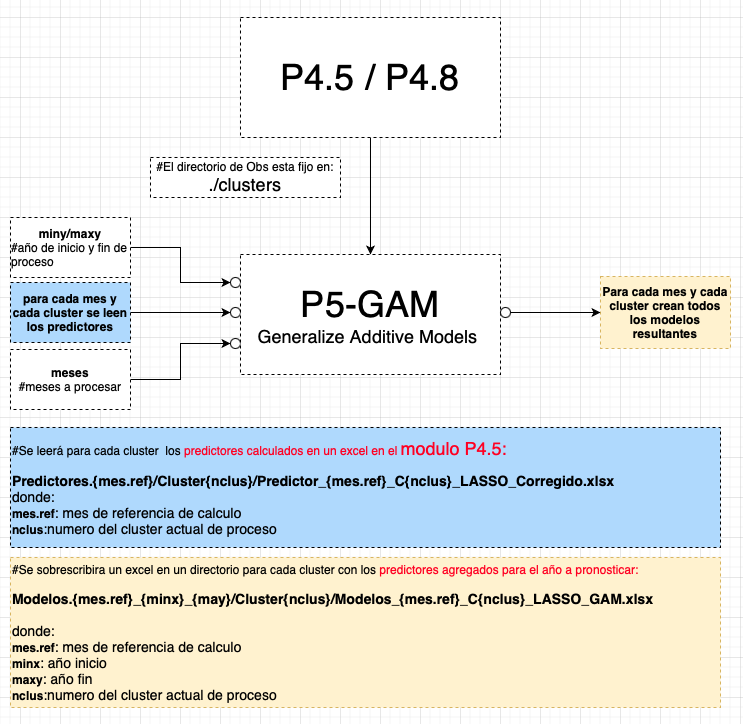 P4.5 / P4.8
#El directorio de Obs esta fijo en:
./clusters
miny/maxy
#año de inicio y fin de
proceso
para cada mes y
cada cluster se leen
los predictores
meses
#meses a procesar
P5-GAM
Generalize Additive Models
Para cada mes y cada
cluster crean todos
los modelos
resultantes
#Se leerá para cada cluster los predictores calculados en un excel en el modulo P4.5:
Predictores.{mes.ref}/Cluster{nclus}/Predictor_{mes.ref}_C{nclus}_LASSO_Corregido.xlsx
donde:
mes.ref: mes de referencia de calculo
nclus:numero del cluster actual de proceso
#Se sobrescribira un excel en un directorio para cada cluster con los predictores agregados para el año a pronosticar:
Modelos.{mes.ref}_{minx}_{may}/Cluster{nclus}/Modelos_{mes.ref}_C{nclus}_LASSO_GAM.xlsx
donde:
mes.ref: mes de referencia de calculo
minx: año inicio
maxy: año fin
nclus:numero del cluster actual de proceso